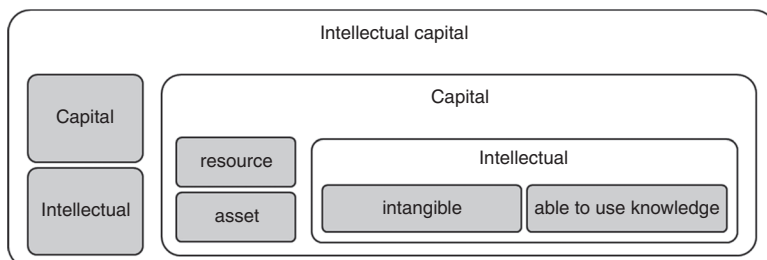 Intellectual capital
Capital
Intellectual
Capital
resource
asset
Intellectual
intangible
able to use knowledge